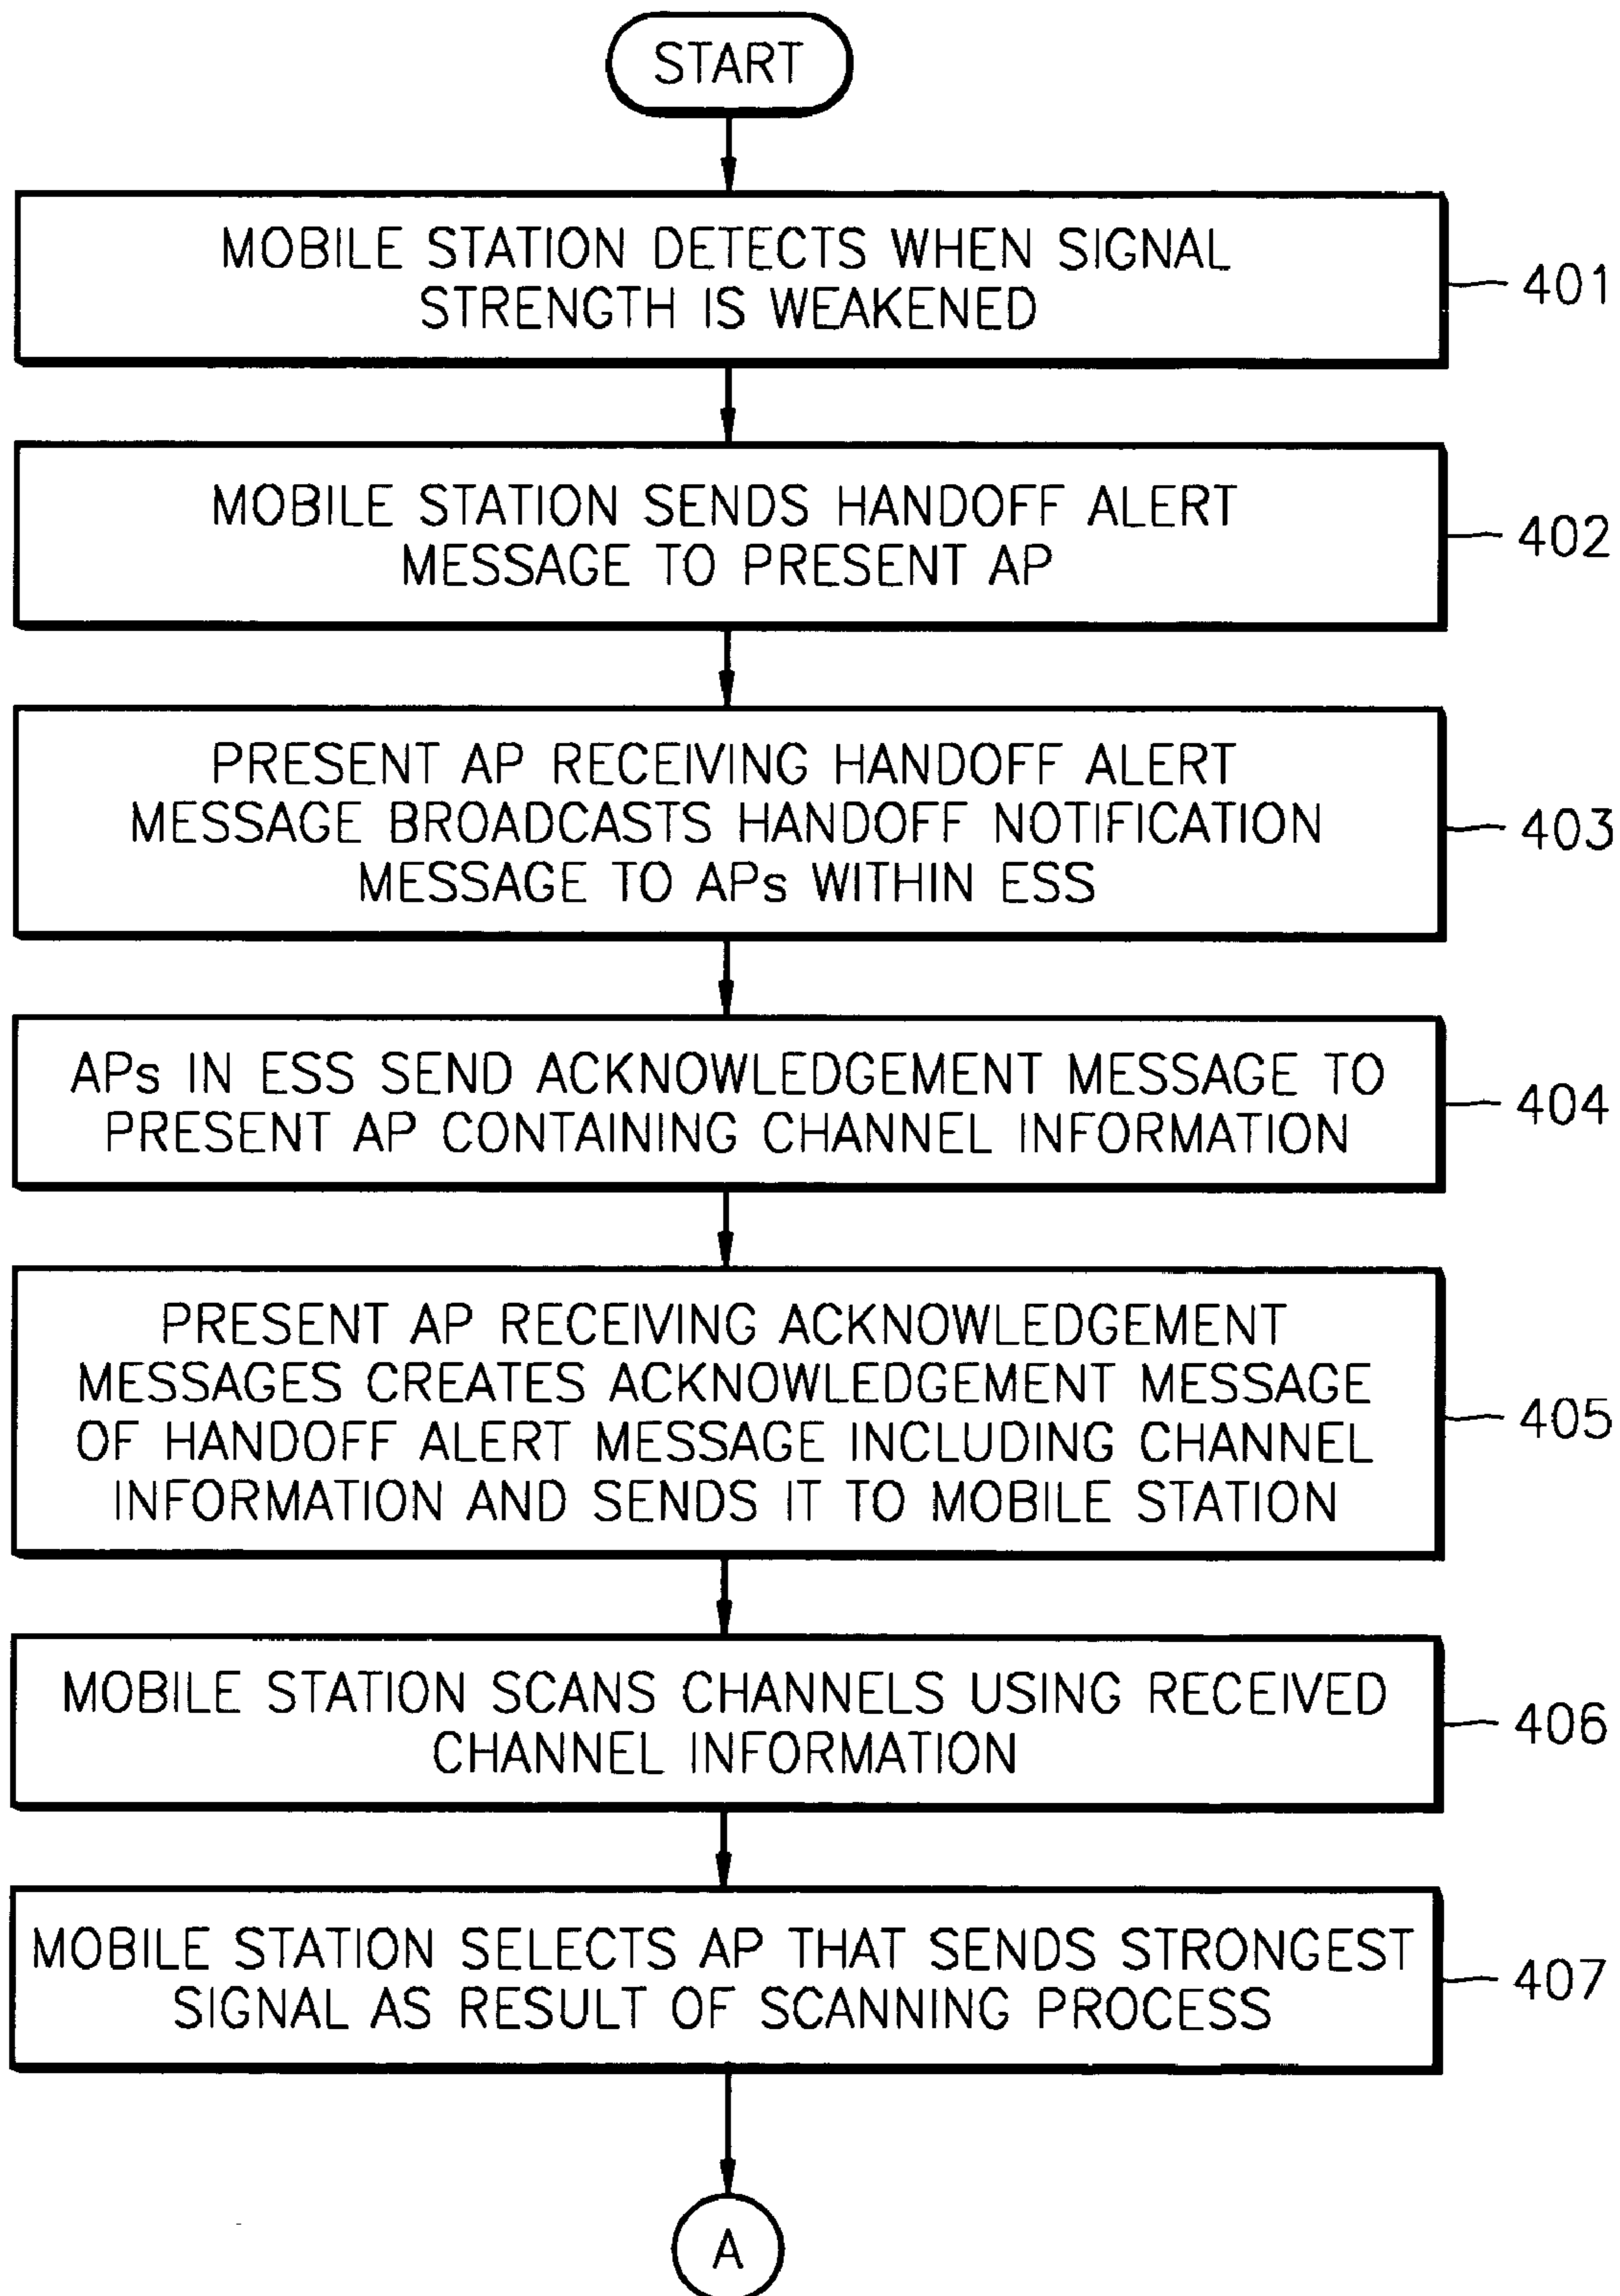 START
MOBILE STATION DETECTS WHEN SIGNAL
STRENGTH IS WEAKENED
401
MOBILE STATION SENDS HANDOFF ALERT
MESSAGE TO PRESENT AP
402
PRESENT AP RECEIVING HANDOFF ALERT
MESSAGE BROADCASTS HANDOFF NOTIFICATION
MESSAGE TO APs WITHIN ESS
403
APs IN ESS SEND ACKNOWLEDGEMENT MESSAGE TO
PRESENT AP CONTAINING CHANNEL INFORMATION
404
PRESENT AP RECEIVING ACKNOWLEDGEMENT
MESSAGES CREATES ACKNOWLEDGEMENT MESSAGE
OF HANDOFF ALERT MESSAGE INCLUDING CHANNEL
INFORMATION AND SENDS IT TO MOBILE STATION
405
MOBILE STATION SCANS CHANNELS USING RECEIVED
CHANNEL INFORMATION
406
MOBILE STATION SELECTS AP THAT SENDS STRONGEST
SIGNAL AS RESULT OF SCANNING PROCESS
407
A